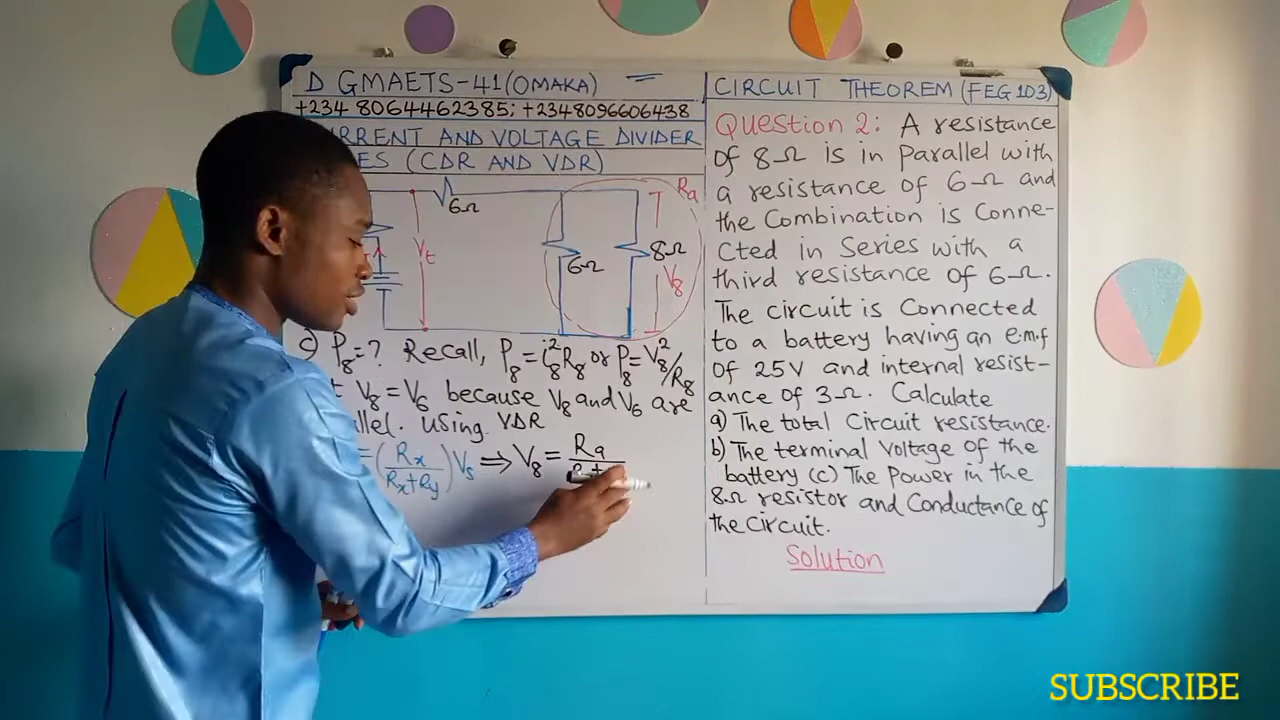 D GMAETS-41(OMAKA)
+234 8064462385; +2348096606438
CURRENT AND VOLTAGE DIVIDER
(CDR AND VDR)
6Ω
Vt
6Ω
8Ω
Ra
V8
c) P8=? Recall, P8=i8²R8 or P8=V8²/R8
V8=V6 because V8 and V6 are
Using VDR
=(Rx/Rx+Ry)Vs ⇒ V8= Ra
CIRCUIT THEOREM (FEG 103)
Question 2: A resistance
of 8Ω is in Parallel with
a resistance of 6Ω and
the Combination is Conne-
cted in Series with a
third resistance of 6Ω.
The circuit is Connected
to a battery having an e.m.f
of 25V and internal resist-
ance of 3Ω. Calculate
a) The total Circuit resistance.
b) The terminal Voltage of the
battery (c) The Power in the
8Ω resistor and Conductance of
the Circuit.
Solution
SUBSCRIBE